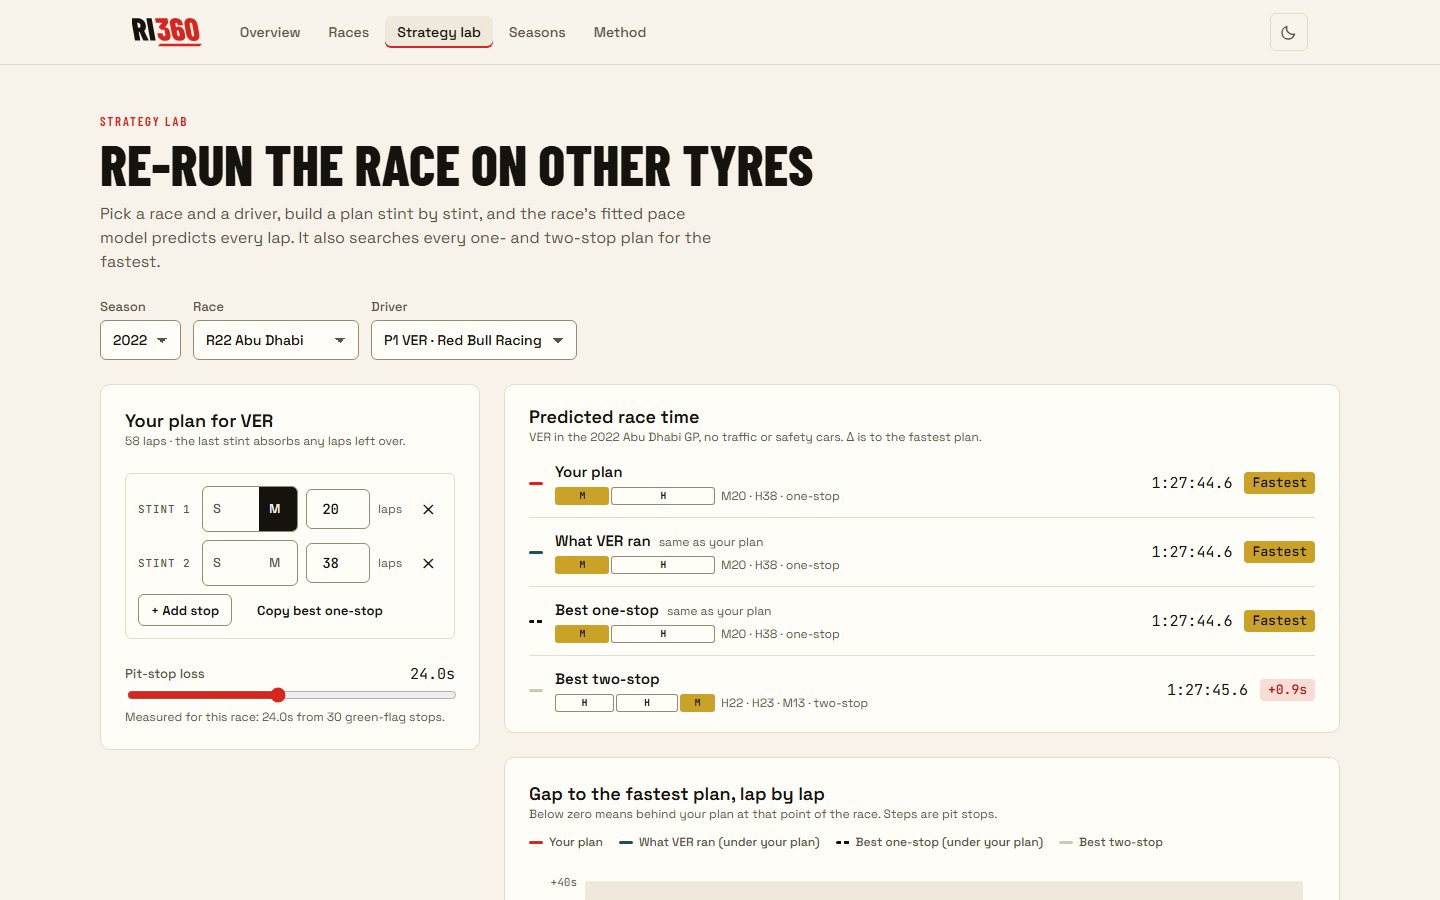 RI360
Overview
Races
Strategy lab
Seasons
Method
STRATEGY LAB
RE-RUN THE RACE ON OTHER TYRES
Pick a race and a driver, build a plan stint by stint, and the race's fitted pace
model predicts every lap. It also searches every one- and two-stop plan for the
fastest.
Season
Race
Driver
2022
R22 Abu Dhabi
P1 VER · Red Bull Racing
Your plan for VER
58 laps · the last stint absorbs any laps left over.
STINT 1
S
M
20
laps
×
STINT 2
S
M
38
laps
×
+ Add stop
Copy best one-stop
Pit-stop loss
24.0s
Measured for this race: 24.0s from 30 green-flag stops.
Predicted race time
VER in the 2022 Abu Dhabi GP, no traffic or safety cars. Δ is to the fastest plan.
Your plan
M
H
M20 · H38 · one-stop
1:27:44.6
Fastest
What VER ran same as your plan
M
H
M20 · H38 · one-stop
1:27:44.6
Fastest
Best one-stop same as your plan
M
H
M20 · H38 · one-stop
1:27:44.6
Fastest
Best two-stop
H
H
M
H22 · H23 · M13 · two-stop
1:27:45.6
+0.9s
Gap to the fastest plan, lap by lap
Below zero means behind your plan at that point of the race. Steps are pit stops.
Your plan
What VER ran (under your plan)
Best one-stop (under your plan)
Best two-stop
+40s